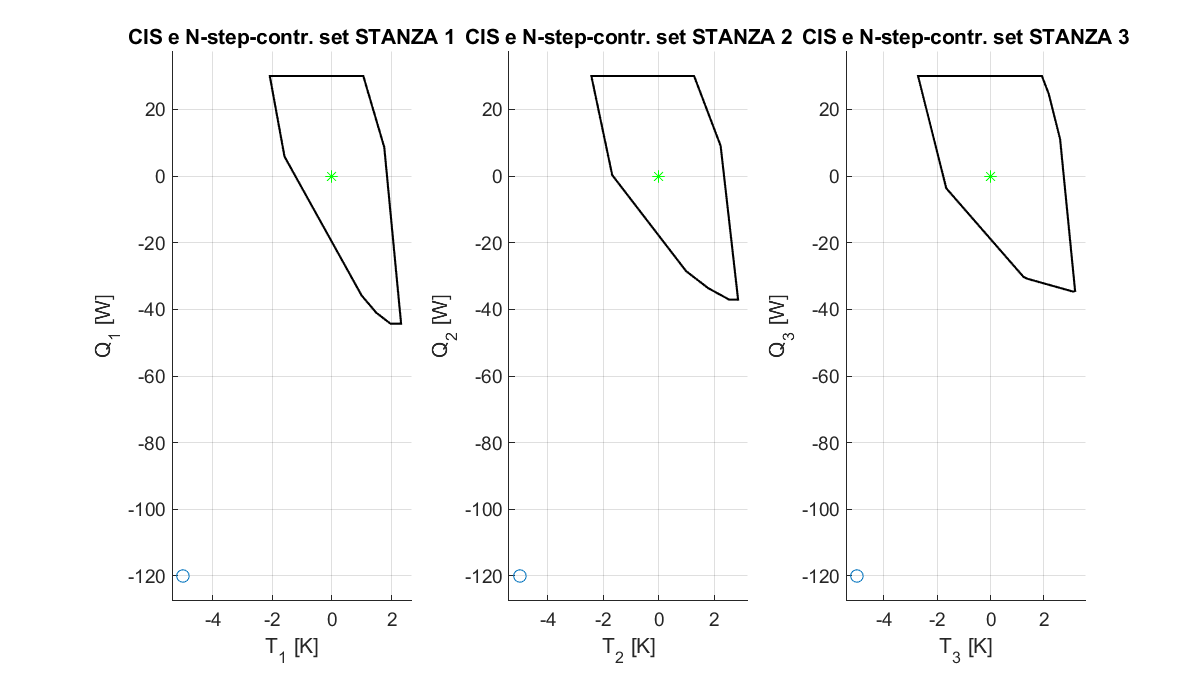 CIS e N-step-contr. set STANZA 1
20
0
-20
-40
-60
-80
-100
-120
Q1 [W]
-4 -2 0 2
T1 [K]
CIS e N-step-contr. set STANZA 2
20
0
-20
-40
-60
-80
-100
-120
Q2 [W]
-4 -2 0 2
T2 [K]
CIS e N-step-contr. set STANZA 3
20
0
-20
-40
-60
-80
-100
-120
Q3 [W]
-4 -2 0 2
T3 [K]